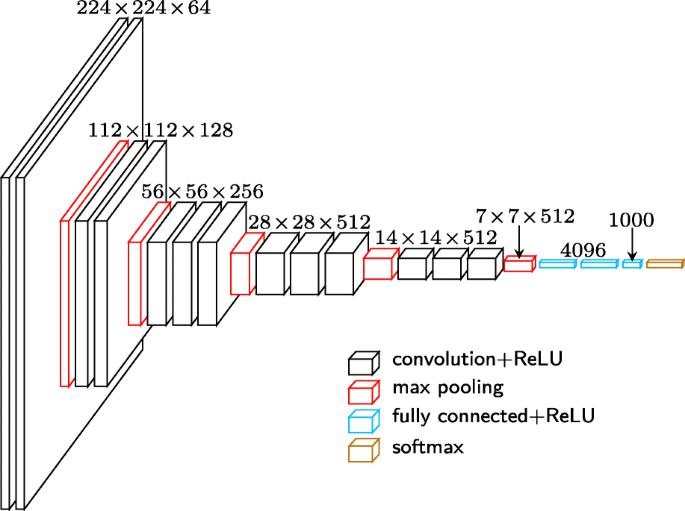 224×224×64
112×112×128
56×56×256
28×28×512
14×14×512
7×7×512
4096
1000
convolution+ReLU
max pooling
fully connected+ReLU
softmax